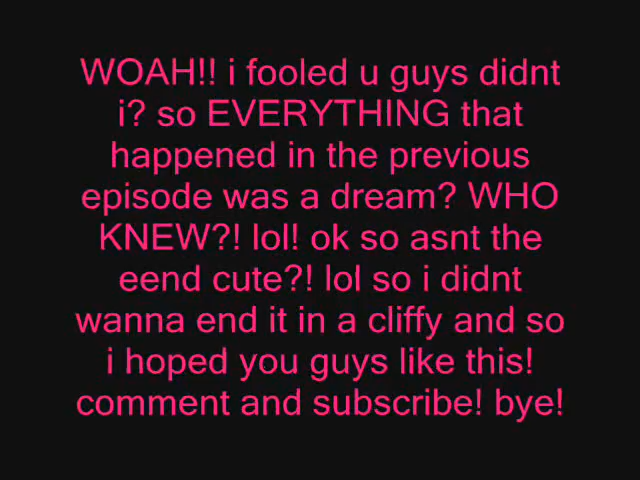 WOAH!! i fooled u guys didnt
i? so EVERYTHING that
happened in the previous
episode was a dream? WHO
KNEW?! lol! ok so asnt the
eend cute?! lol so i didnt
wanna end it in a cliffy and so
i hoped you guys like this!
comment and subscribe! bye!